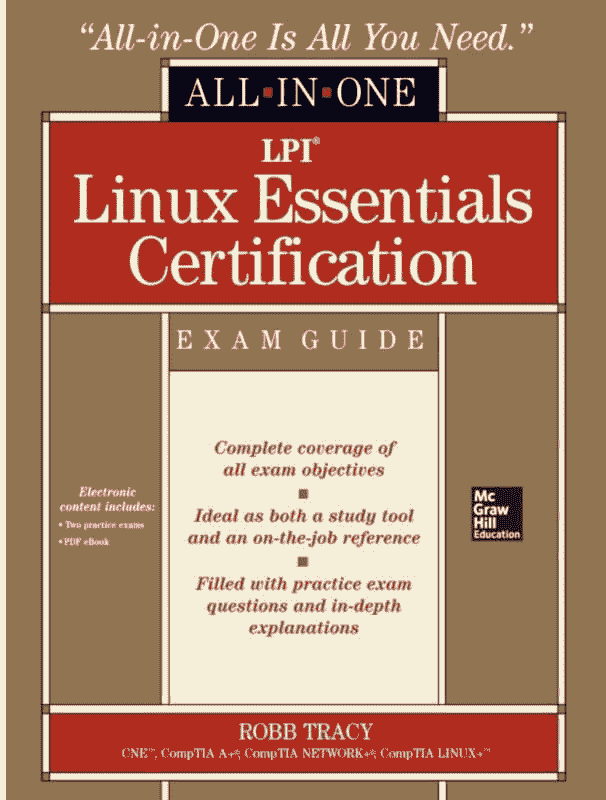 “All-in-One Is All You Need.”
ALL▪IN▪ONE
LPI®
Linux Essentials
Certification
EXAM GUIDE
Complete coverage of
all exam objectives
■
Ideal as both a study tool
and an on-the-job reference
■
Filled with practice exam
questions and in-depth
explanations
Electronic
content includes:
• Two practice exams
• PDF eBook
Mc
Graw
Hill
Education
ROBB TRACY
CNE™, CompTIA A+®, CompTIA NETWORK+®, CompTIA LINUX+™